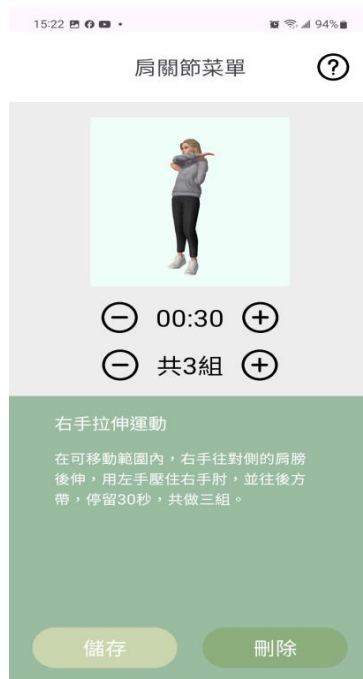 15:22
94%
肩關節菜單
?
00:30
共3組
右手拉伸運動
在可移動範圍內，右手往對側的肩膀
後伸，用左手壓住右手肘，並往後方
帶，停留30秒，共做三組。
儲存
刪除